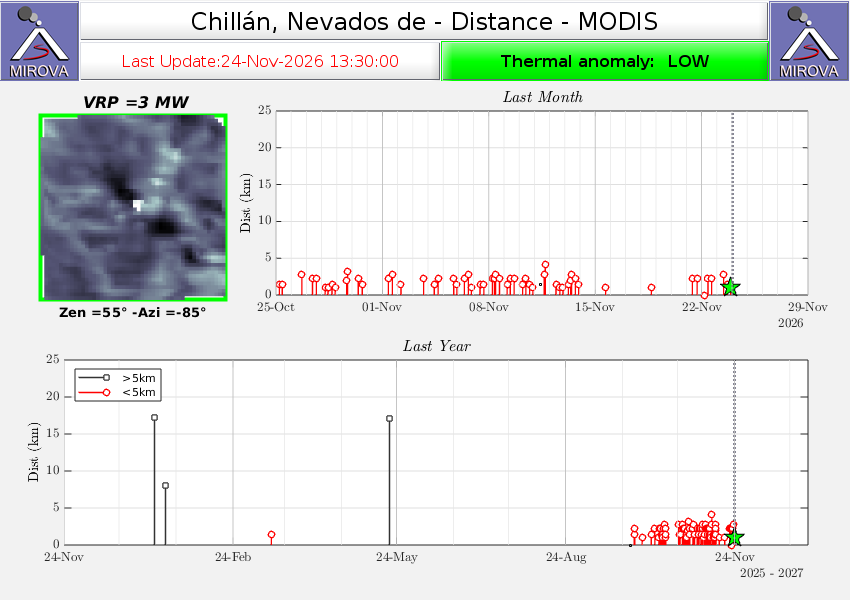 Chillán, Nevados de - Distance - MODIS
MIROVA
Last Update:24-Nov-2026 13:30:00
Thermal anomaly: LOW
MIROVA
VRP =3 MW
Zen =55° -Azi =-85°
Last Month
Dist (km)
25
20
15
10
5
0
25-Oct
01-Nov
08-Nov
15-Nov
22-Nov
29-Nov
2026
Last Year
Dist (km)
25
20
15
10
5
0
>5km
<5km
24-Nov
24-Feb
24-May
24-Aug
24-Nov
2025 - 2027